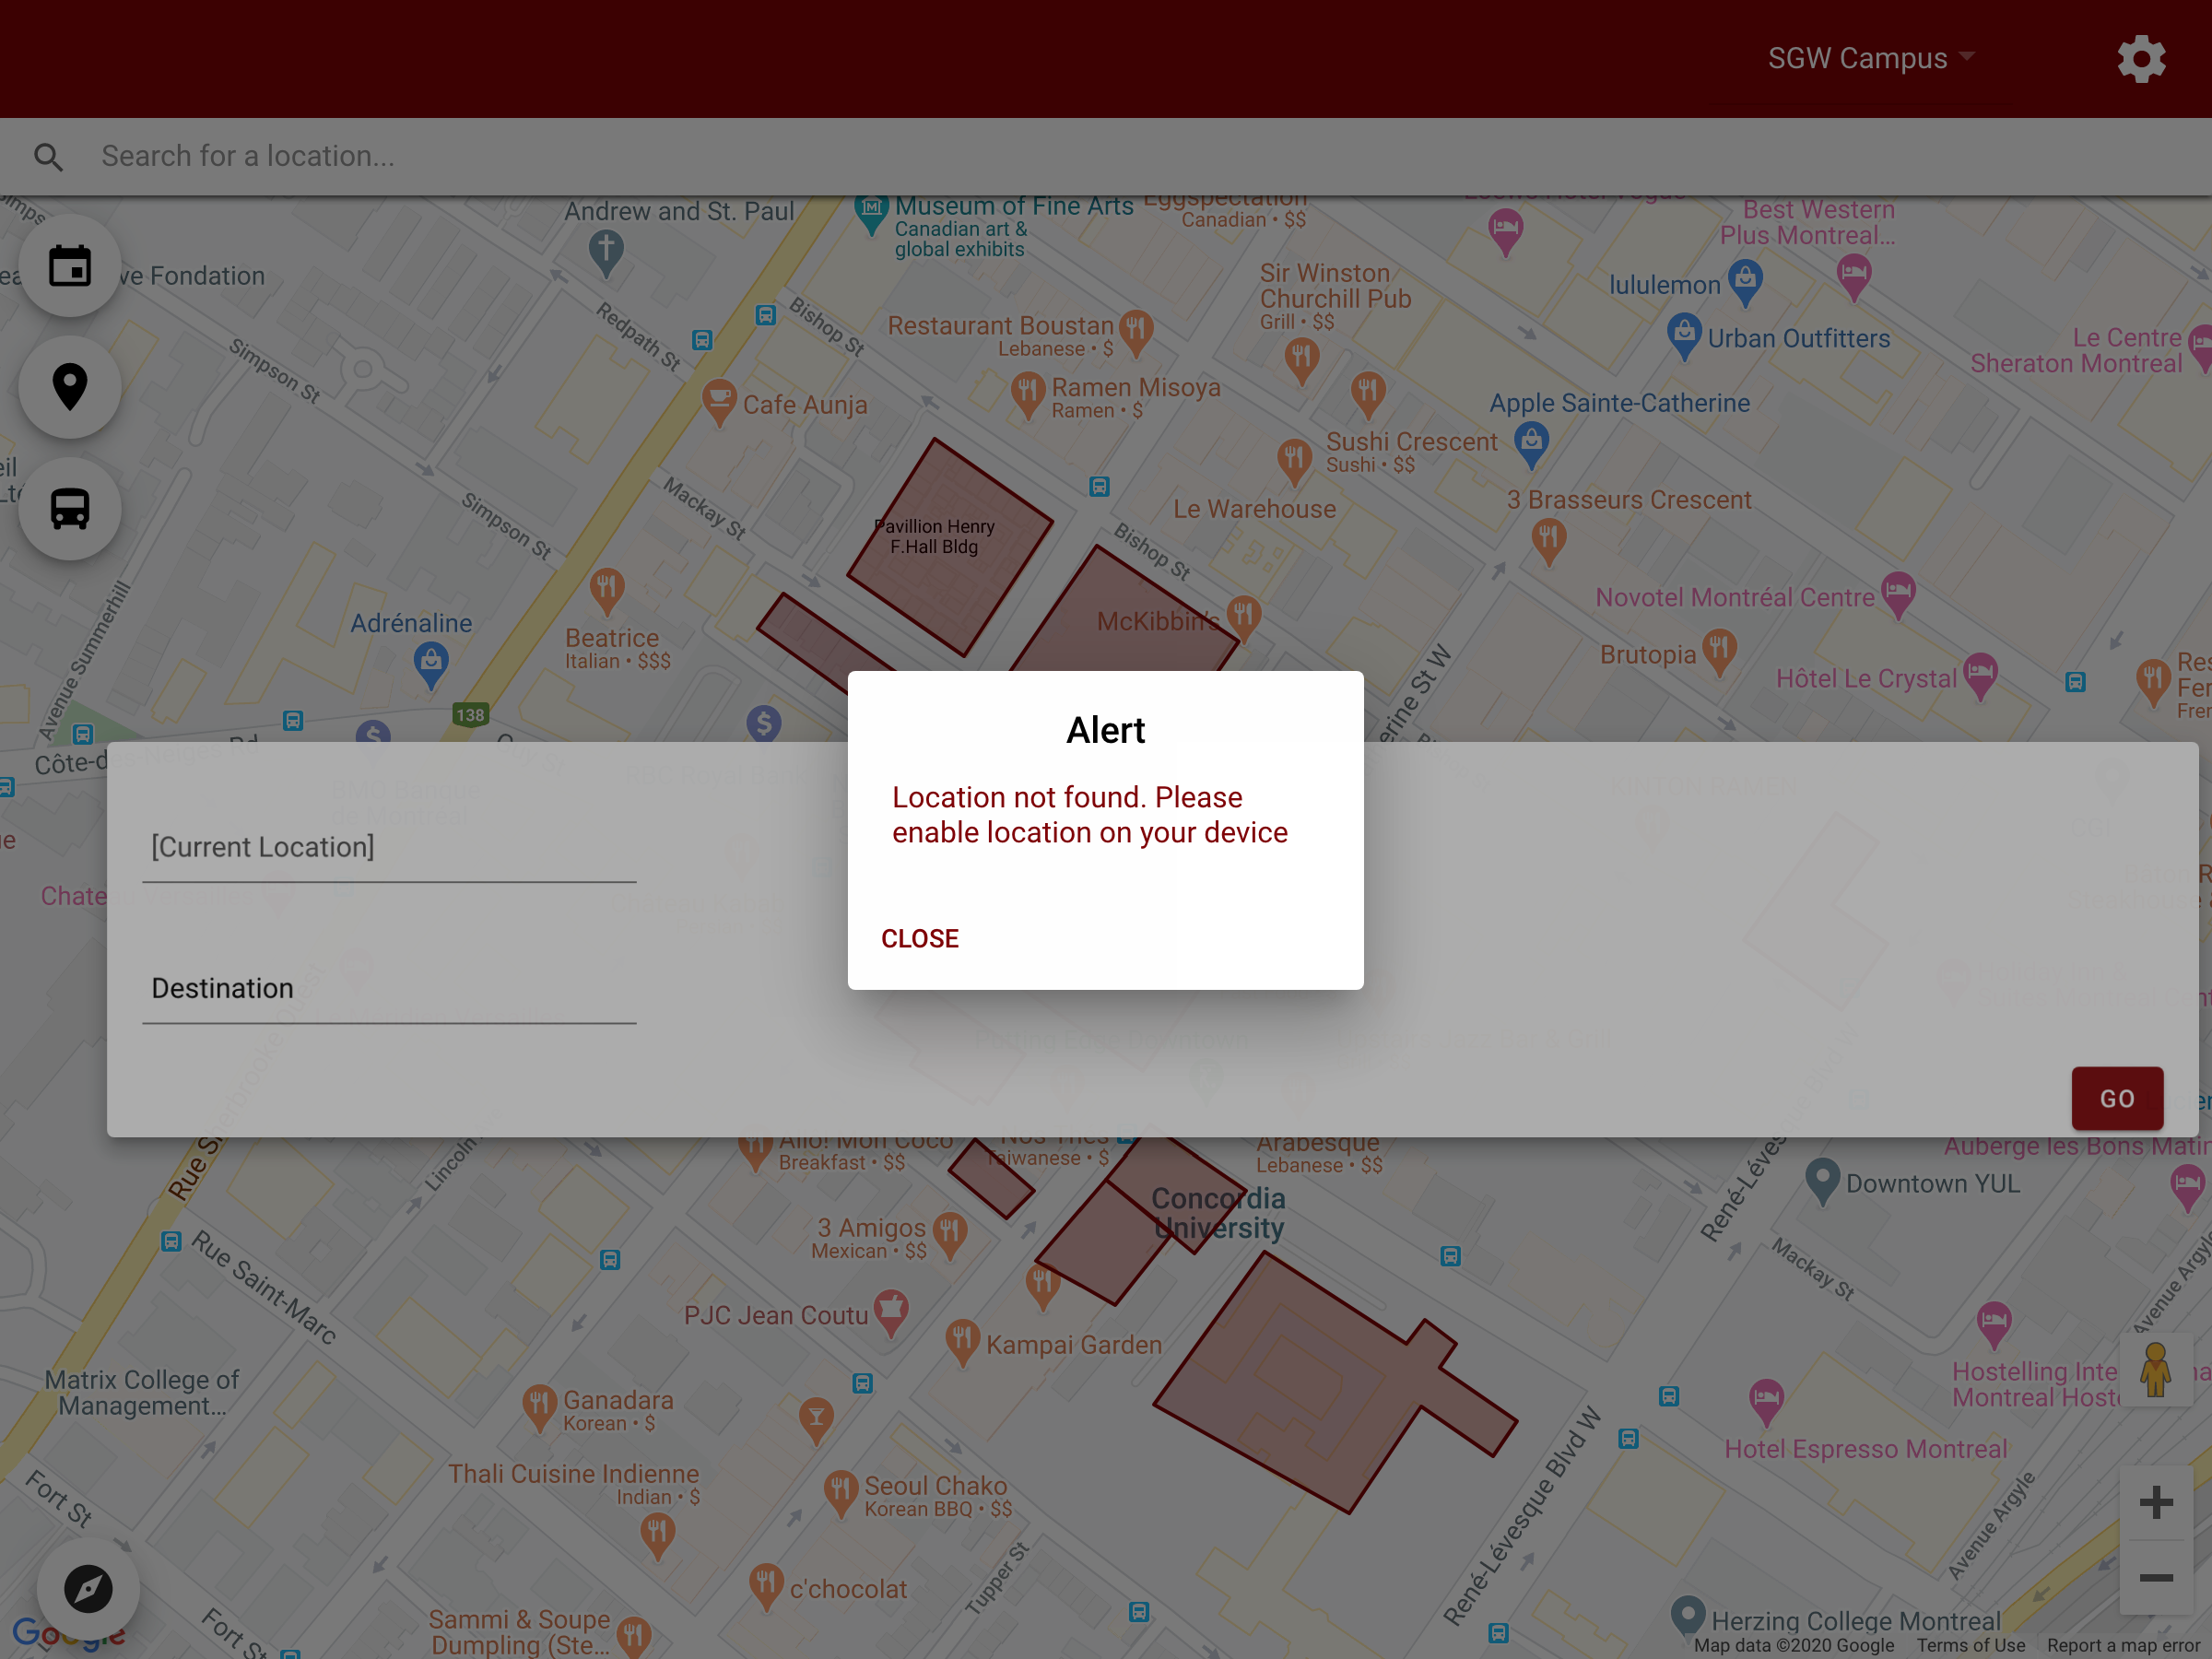 SGW Campus
Search for a location...
Andrew and St. Paul
Museum of Fine Arts
Canadian art &
global exhibits
Eggspectation
Canadian • $$
Best Western
Plus Montreal...
ve Fondation
Sir Winston
Churchill Pub
Grill • $$
lululemon
Urban Outfitters
Le Centre
Sheraton Montreal
Redpath St
Bishop St
Restaurant Boustan
Lebanese • $
Simpson St
Cafe Aunja
Ramen Misoya
Ramen • $
Apple Sainte-Catherine
Sushi Crescent
Sushi • $$
Mackay St
Simpson St
Le Warehouse
3 Brasseurs Crescent
Pavillion Henry
F.Hall Bldg
Bishop St
Avenue Summerhill
Adrénaline
Beatrice
Italian • $$$
McKibbin's
Novotel Montréal Centre
Brutopia
Hôtel Le Crystal
138
erine St W
Alert
Location not found. Please
enable location on your device
CLOSE
[Current Location]
Destination
KINTON RAMEN
GO
Allo! Mon Coco
Breakfast • $$
Nos Thés
Taiwanese • $
Arabesque
Lebanese • $$
Auberge les Bons Matin
Lincoln
Concordia
University
Downtown YUL
3 Amigos
Mexican • $$
Rue Saint-Marc
René-Lévesque
Mackay St
Avenue Argyle
PJC Jean Coutu
Kampai Garden
Matrix College of
Management...
Ganadara
Korean • $
Hostelling Inte
Montreal Hoste
Hotel Espresso Montreal
René-Lévesque Blvd W
Thali Cuisine Indienne
Indian • $
Seoul Chako
Korean BBQ • $$
Fort St
Avenue Argyle
Tupper St
c'chocolat
Sammi & Soupe
Dumpling (Ste...
Fort St
Google
Herzing College Montreal
Map data ©2020 Google
Terms of Use
Report a map error